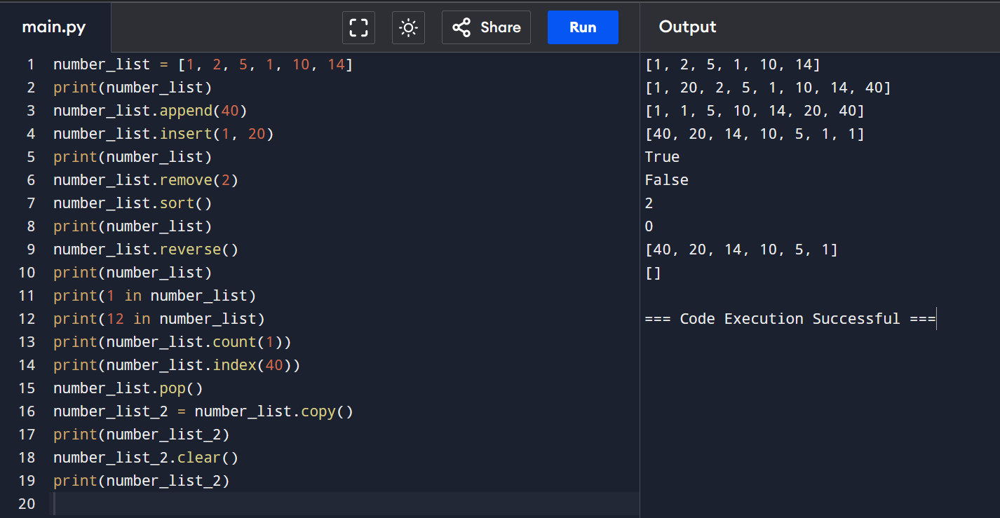 main.py
Share
Run
Output
1 number_list = [1, 2, 5, 1, 10, 14]
2 print(number_list)
3 number_list.append(40)
4 number_list.insert(1, 20)
5 print(number_list)
6 number_list.remove(2)
7 number_list.sort()
8 print(number_list)
9 number_list.reverse()
10 print(number_list)
11 print(1 in number_list)
12 print(12 in number_list)
13 print(number_list.count(1))
14 print(number_list.index(40))
15 number_list.pop()
16 number_list_2 = number_list.copy()
17 print(number_list_2)
18 number_list_2.clear()
19 print(number_list_2)
20
[1, 2, 5, 1, 10, 14]
[1, 20, 2, 5, 1, 10, 14, 40]
[1, 1, 5, 10, 14, 20, 40]
[40, 20, 14, 10, 5, 1, 1]
True
False
2
0
[40, 20, 14, 10, 5, 1]
[]
=== Code Execution Successful ===